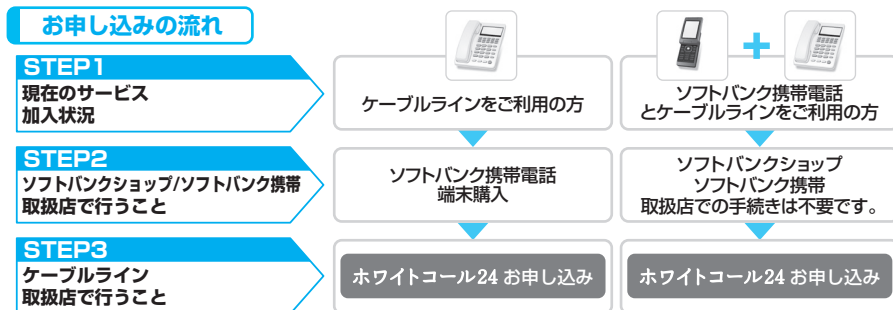 お申し込みの流れ
STEP1
現在のサービス
加入状況
ケーブルラインをご利用の方
ソフトバンク携帯電話
とケーブルラインをご利用の方
STEP2
ソフトバンクショップ/ソフトバンク携帯
取扱店で行うこと
ソフトバンク携帯電話
端末購入
ソフトバンクショップ
ソフトバンク携帯
取扱店での手続きは不要です。
STEP3
ケーブルライン
取扱店で行うこと
ホワイトコール24 お申し込み
ホワイトコール24 お申し込み